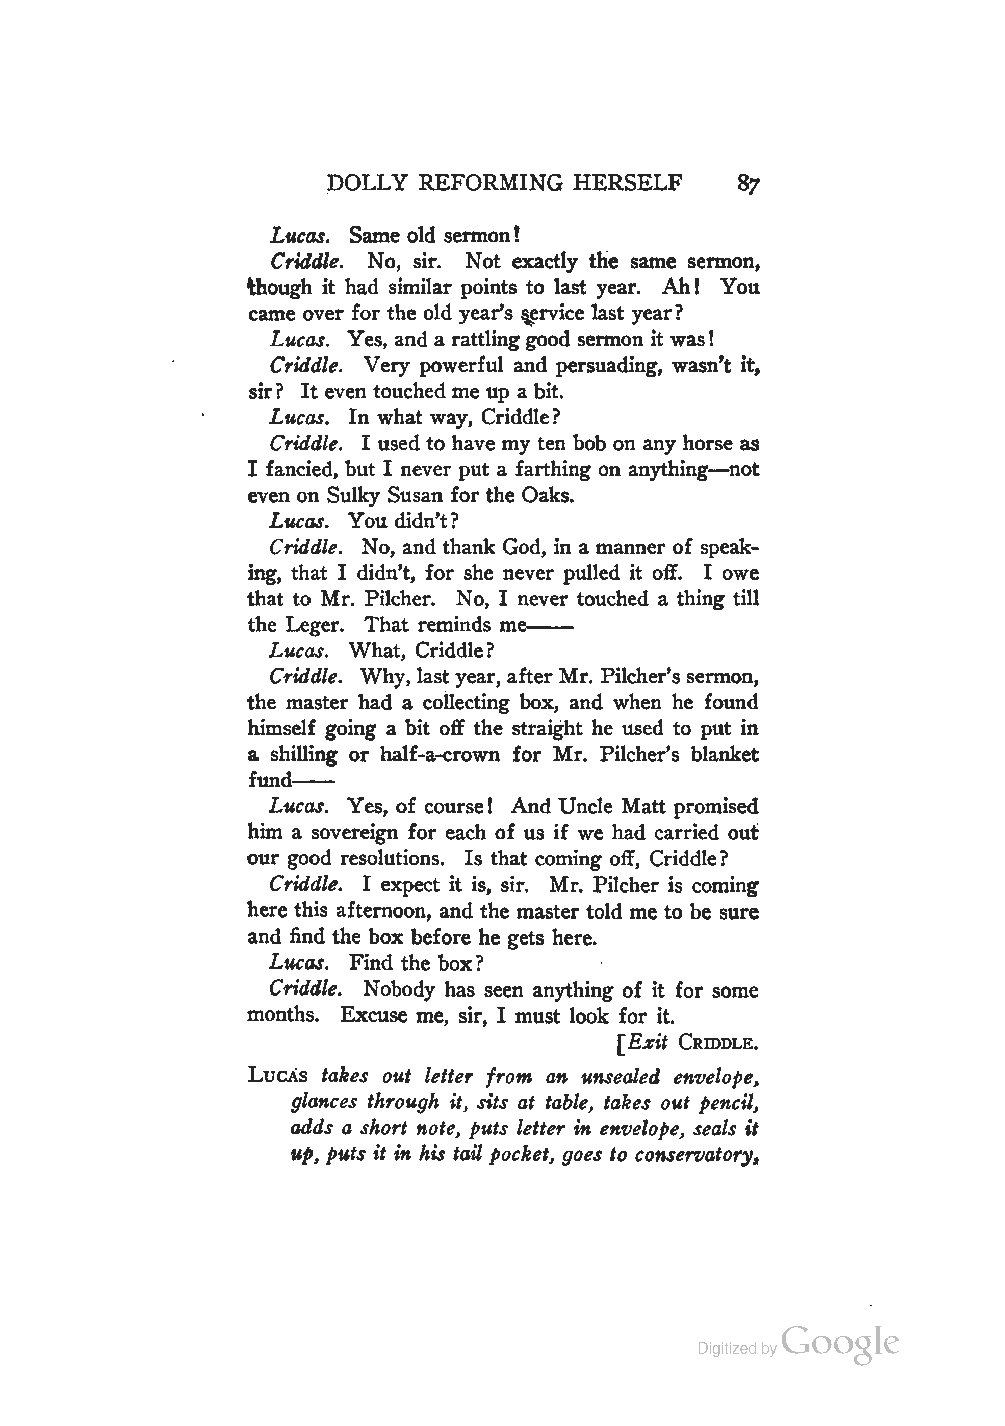 DOLLY REFORMING HERSELF 87
Lucas. Same old sermon!
Criddle. No, sir. Not exactly the same sermon,
though it had similar points to last year. Ah! You
came over for the old year's service last year?
Lucas. Yes, and a rattling good sermon it was!
Criddle. Very powerful and persuading, wasn't it,
sir? It even touched me up a bit.
Lucas. In what way, Criddle?
Criddle. I used to have my ten bob on any horse as
I fancied, but I never put a farthing on anything—not
even on Sulky Susan for the Oaks.
Lucas. You didn't?
Criddle. No, and thank God, in a manner of speak-
ing, that I didn't, for she never pulled it off. I owe
that to Mr. Pilcher. No, I never touched a thing till
the Leger. That reminds me——
Lucas. What, Criddle?
Criddle. Why, last year, after Mr. Pilcher's sermon,
the master had a collecting box, and when he found
himself going a bit off the straight he used to put in
a shilling or half-a-crown for Mr. Pilcher's blanket
fund——
Lucas. Yes, of course! And Uncle Matt promised
him a sovereign for each of us if we had carried out
our good resolutions. Is that coming off, Criddle?
Criddle. I expect it is, sir. Mr. Pilcher is coming
here this afternoon, and the master told me to be sure
and find the box before he gets here.
Lucas. Find the box?
Criddle. Nobody has seen anything of it for some
months. Excuse me, sir, I must look for it.
[Exit CRIDDLE.
LUCAS takes out letter from an unsealed envelope,
glances through it, sits at table, takes out pencil,
adds a short note, puts letter in envelope, seals it
up, puts it in his tail pocket, goes to conservatory,
Digitized by Google